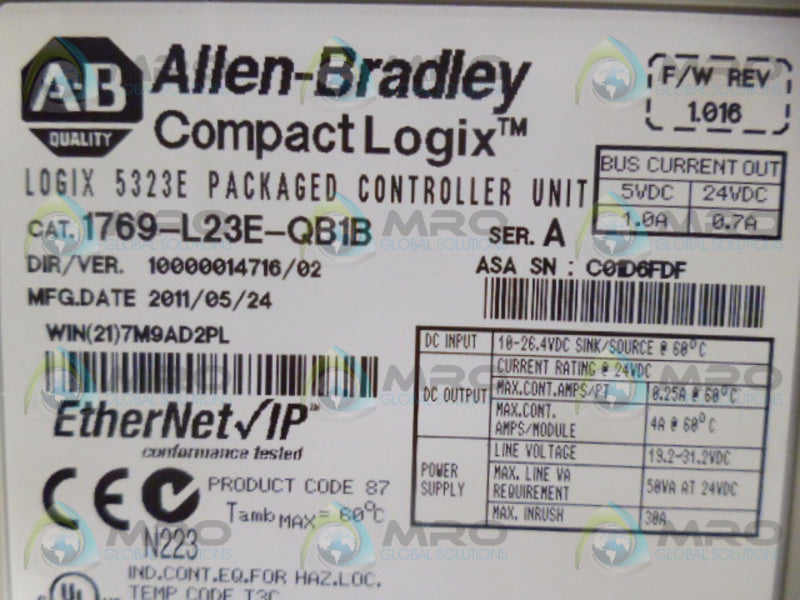 A-B
QUALITY
Allen-Bradley
CompactLogix™
F/W REV
1.016
LOGIX 5323E PACKAGED CONTROLLER UNIT
BUS CURRENT OUT
5VDC 24VDC
1.0A 0.7A
CAT. 1769-L23E-QB1B
SER. A
DIR/VER. 10000014716/02
ASA SN : C01D6FDF
MFG.DATE 2011/05/24
WIN(21)7M9AD2PL
DC INPUT 10-26.4VDC SINK/SOURCE @ 60°C
DC OUTPUT
CURRENT RATING @ 24VDC
MAX.CONT.AMPS/PT 0.25A @ 60°C
MAX.CONT.
AMPS/MODULE 4A @ 60°C
POWER
SUPPLY
LINE VOLTAGE 19.2-31.2VDC
MAX. LINE VA
REQUIREMENT 50VA AT 24VDC
MAX. INRUSH 30A
EtherNet/IP™
conformance tested
CE
PRODUCT CODE 87
Tamb MAX = 60°C
N223
IND.CONT.EQ.FOR HAZ.LOC.
UL
TEMP CODE T3C
MRO
GLOBAL SOLUTIONS